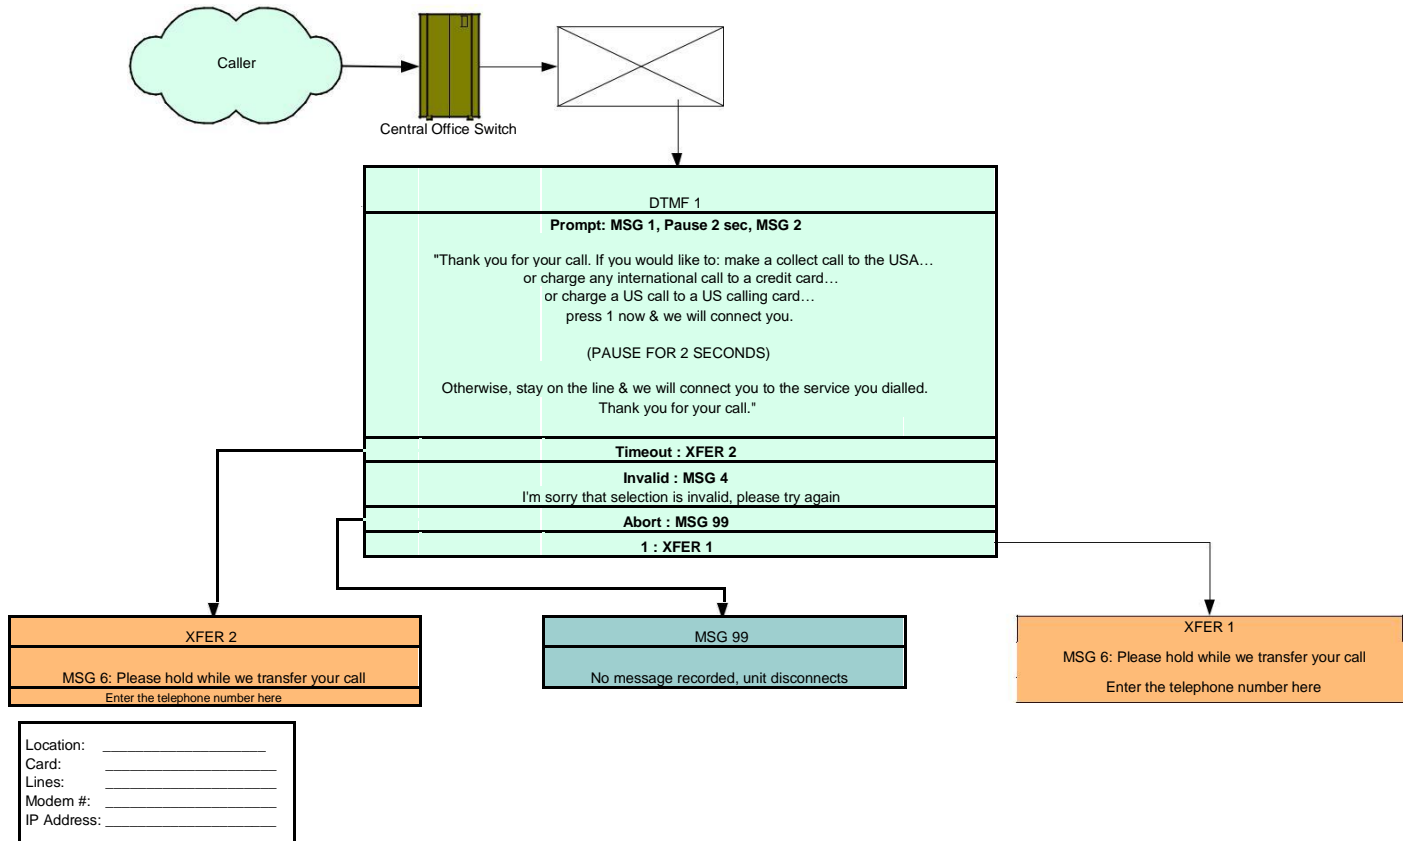 Caller
Central Office Switch
DTMF 1
Prompt: MSG 1, Pause 2 sec, MSG 2
"Thank you for your call. If you would like to: make a collect call to the USA…
or charge any international call to a credit card…
or charge a US call to a US calling card…
press 1 now & we will connect you.
(PAUSE FOR 2 SECONDS)
Otherwise, stay on the line & we will connect you to the service you dialled.
Thank you for your call."
Timeout : XFER 2
Invalid : MSG 4
I'm sorry that selection is invalid, please try again
Abort : MSG 99
1 : XFER 1
XFER 2
MSG 6: Please hold while we transfer your call
Enter the telephone number here
MSG 99
No message recorded, unit disconnects
XFER 1
MSG 6: Please hold while we transfer your call
Enter the telephone number here
Location: ____________________
Card: _____________________
Lines: _____________________
Modem #: _____________________
IP Address: _____________________